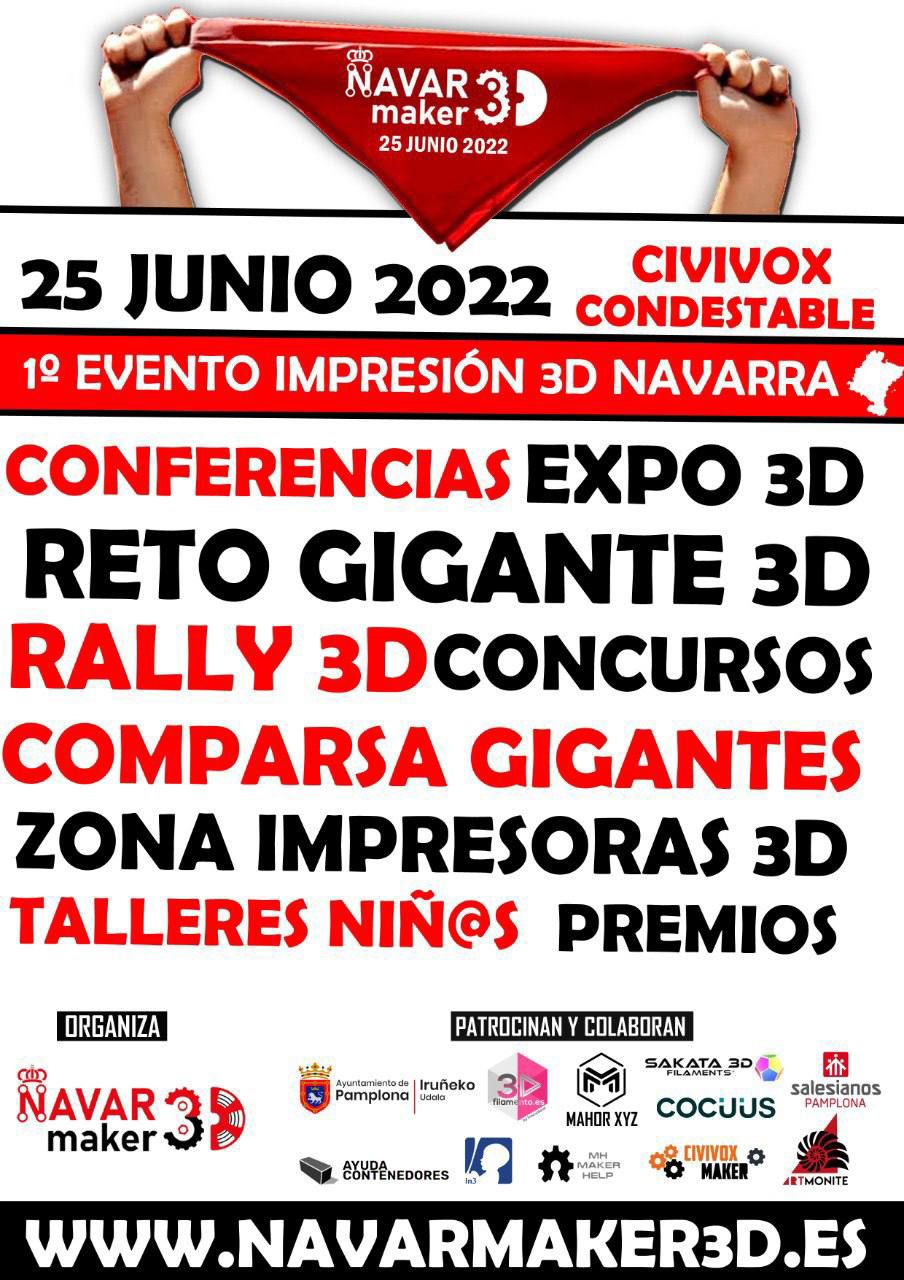 NAVAR
maker 3D
25 JUNIO 2022
25 JUNIO 2022
CIVIVOX
CONDESTABLE
1º EVENTO IMPRESIÓN 3D NAVARRA
CONFERENCIAS EXPO 3D
RETO GIGANTE 3D
RALLY 3D CONCURSOS
COMPARSA GIGANTES
ZONA IMPRESORAS 3D
TALLERES NIÑ@S PREMIOS
ORGANIZA
NAVAR
maker 3D
PATROCINAN Y COLABORAN
Ayuntamiento de
Pamplona
Iruñeko
Udala
3D
filamento.es
MAHOR XYZ
SAKATA 3D
FILAMENTS
COCUUS
salesianos
PAMPLONA
AYUDA
CONTENEDORES
In3
MH
MAKER
HELP
CIVIVOX
MAKER
ARTMONITE
WWW.NAVARMAKER3D.ES